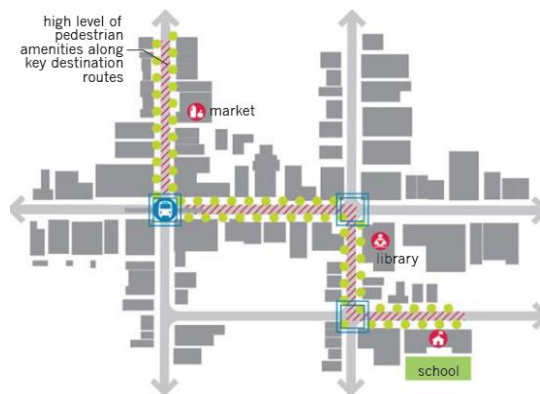 high level of
pedestrian
amenities along
key destination
routes
market
library
school